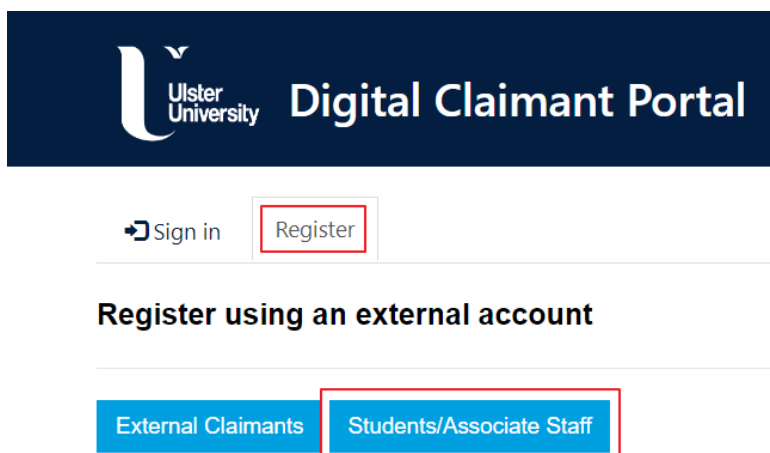 Ulster
University
Digital Claimant Portal
Sign in
Register
Register using an external account
External Claimants
Students/Associate Staff